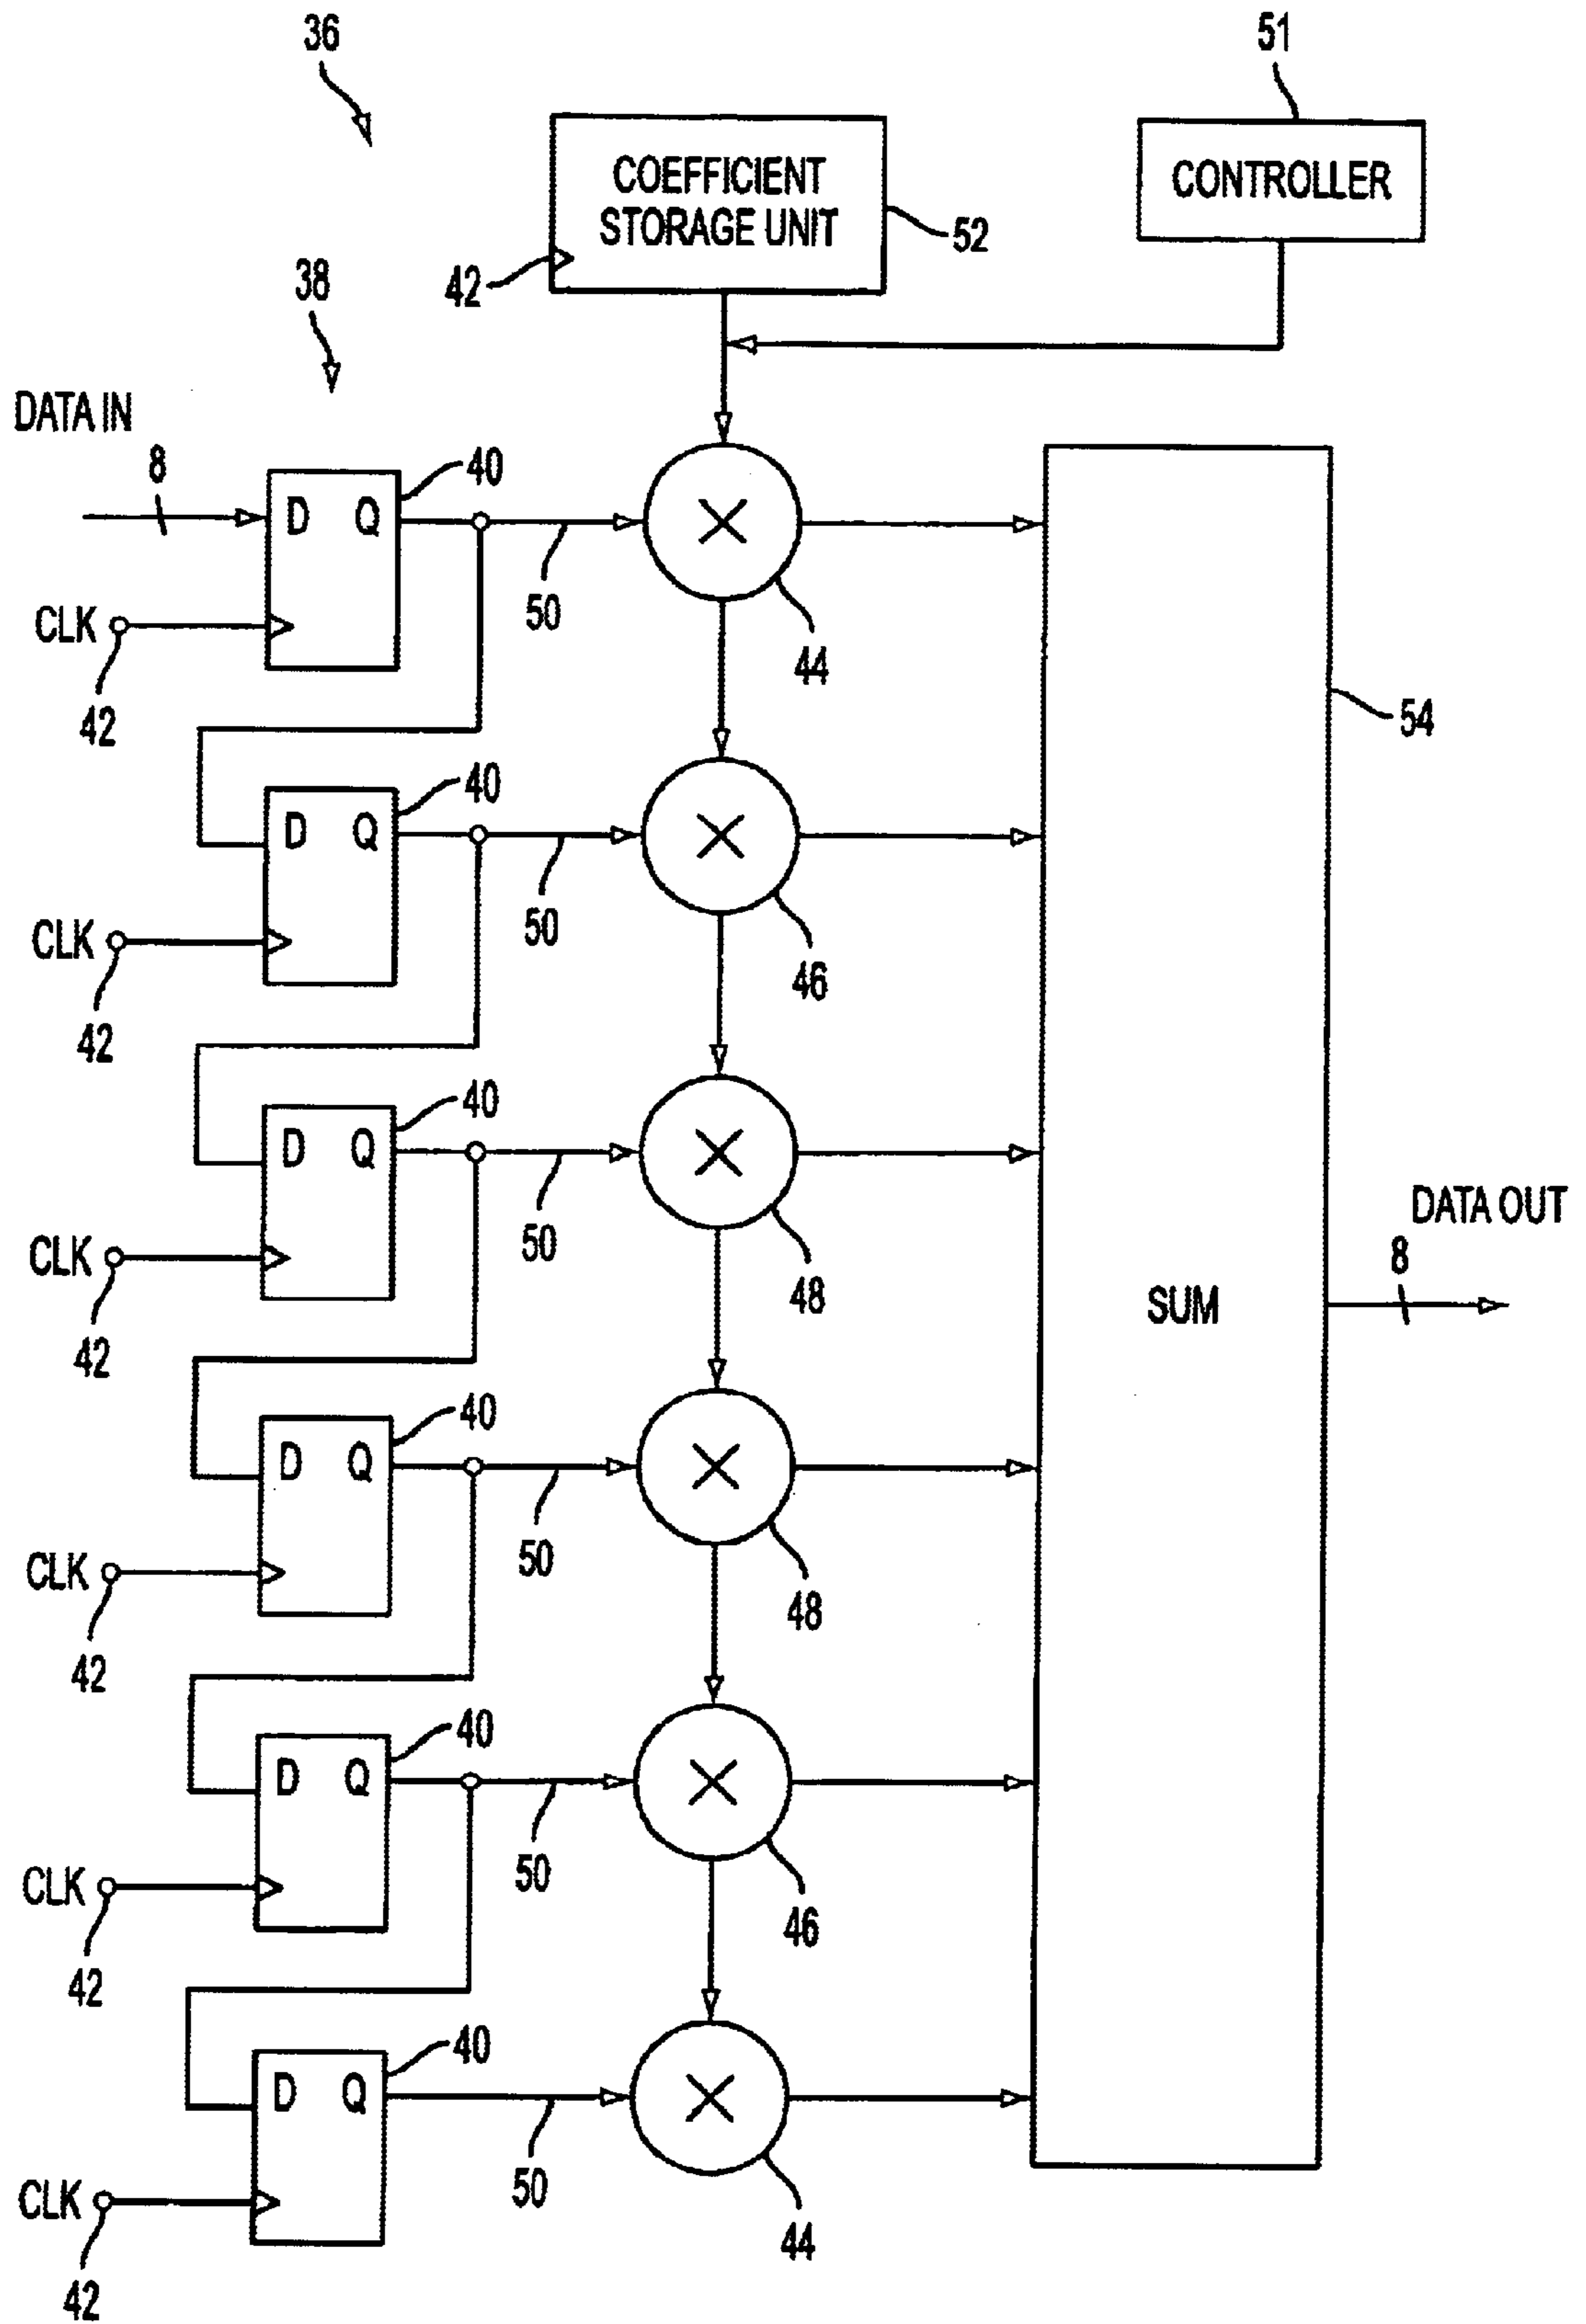 36
51
COEFFICIENT
STORAGE UNIT
CONTROLLER
52
42
38
DATA IN
8
40
D Q
50
CLK
44
42
54
40
D Q
50
CLK
46
42
40
D Q
50
DATA OUT
8
CLK
48
SUM
42
40
D Q
50
CLK
48
42
40
D Q
50
CLK
46
42
40
D Q
50
CLK
44
42